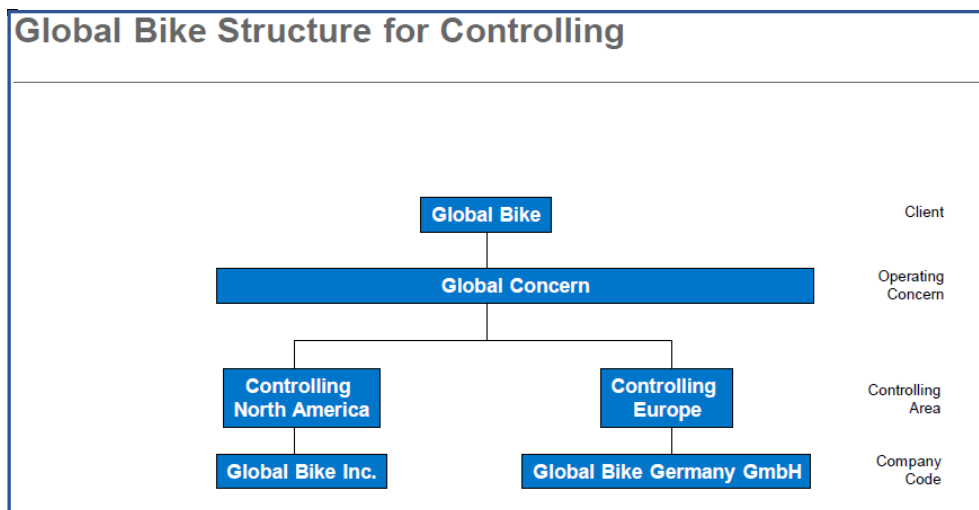 Global Bike Structure for Controlling
Global Bike
Client
Global Concern
Operating
Concern
Controlling
North America
Controlling
Europe
Controlling
Area
Global Bike Inc.
Global Bike Germany GmbH
Company
Code